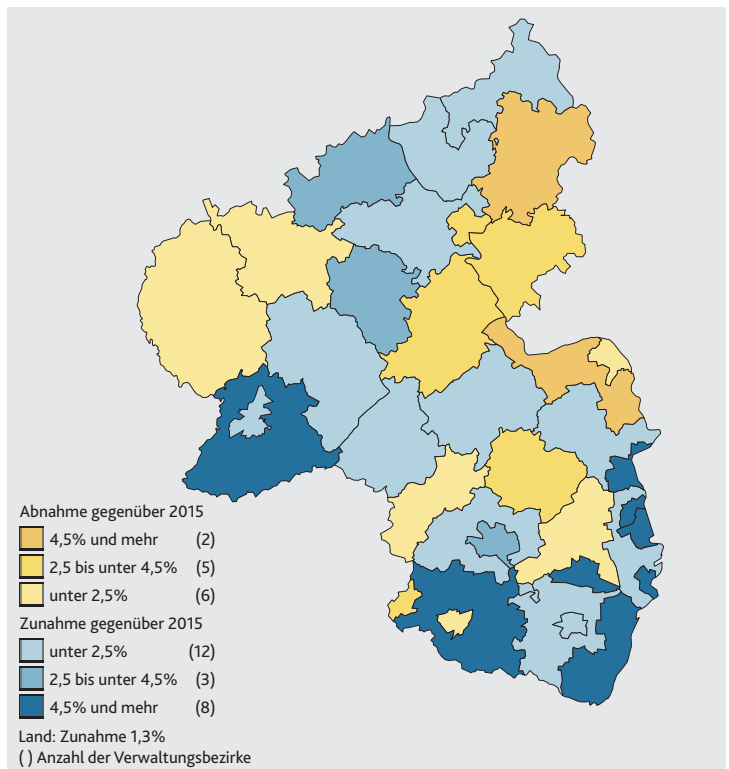 Abnahme gegenüber 2015
4,5% und mehr (2)
2,5 bis unter 4,5% (5)
unter 2,5% (6)
Zunahme gegenüber 2015
unter 2,5% (12)
2,5 bis unter 4,5% (3)
4,5% und mehr (8)
Land: Zunahme 1,3%
( ) Anzahl der Verwaltungsbezirke